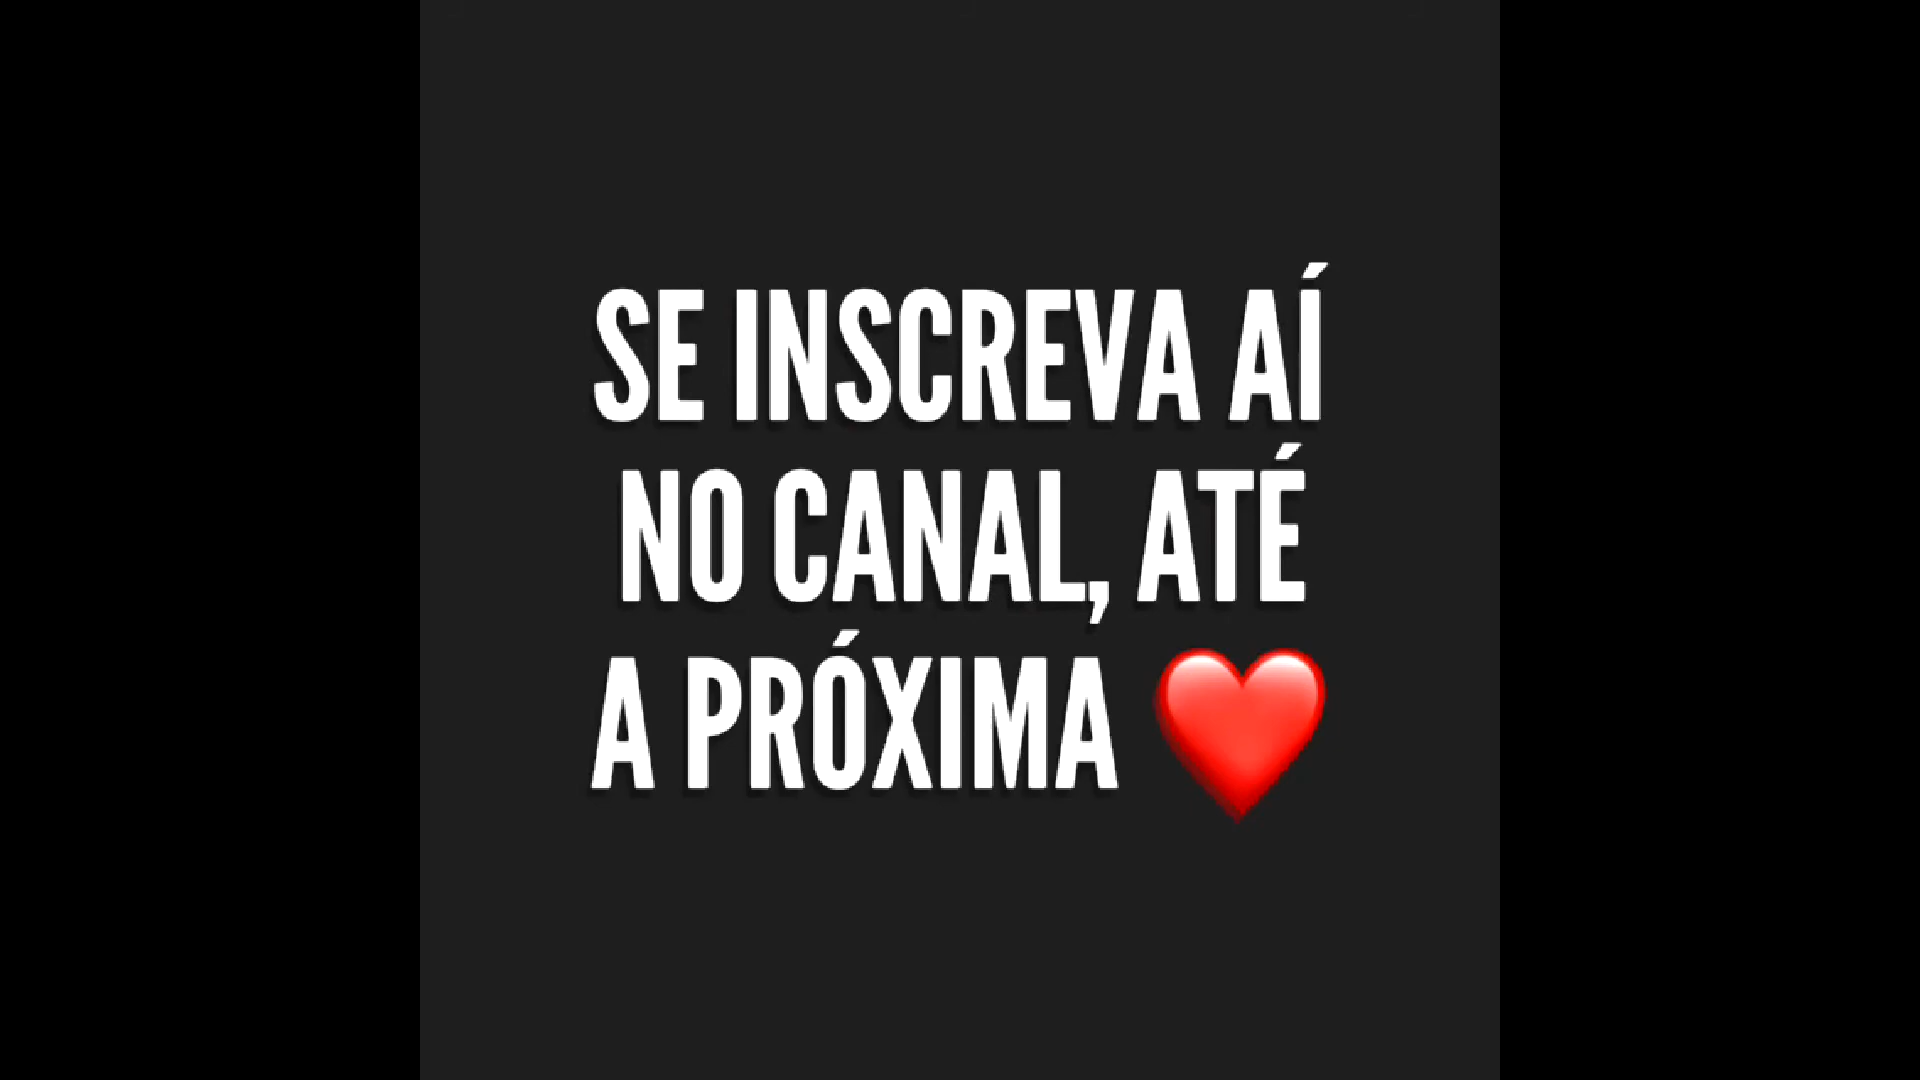 SE INSCREVA AÍ
NO CANAL, ATÉ
A PRÓXIMA ❤️